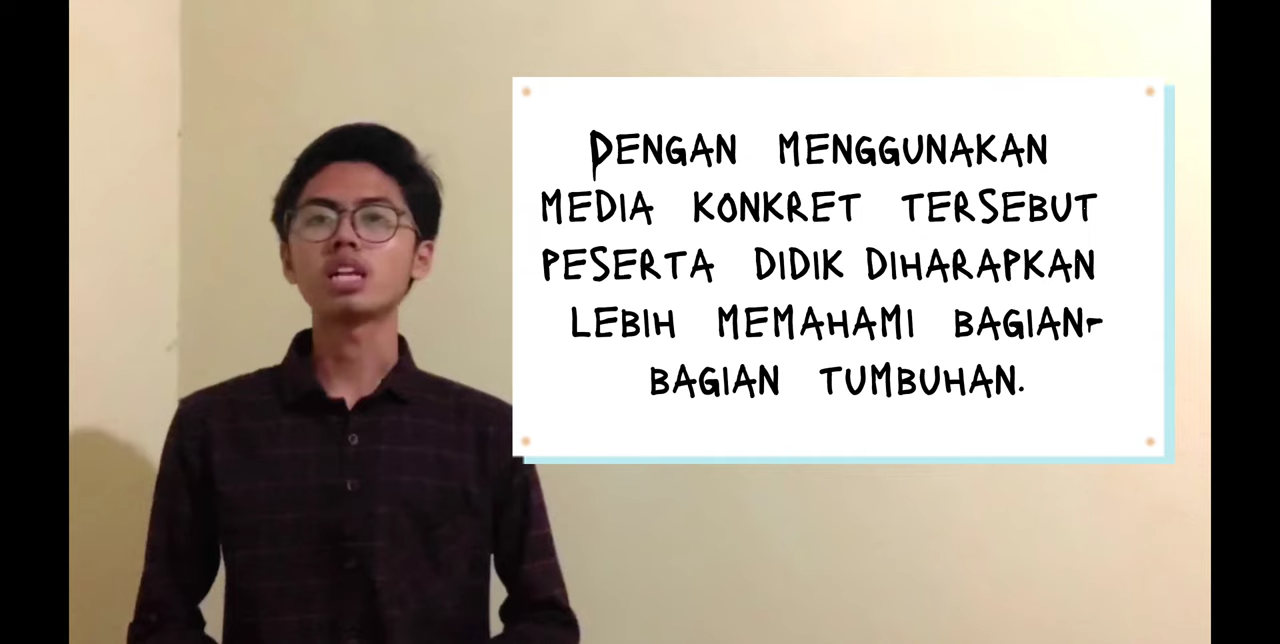 DENGAN MENGGUNAKAN
MEDIA KONKRET TERSEBUT
PESERTA DIDIK DIHARAPKAN
LEBIH MEMAHAMI BAGIAN-
BAGIAN TUMBUHAN.